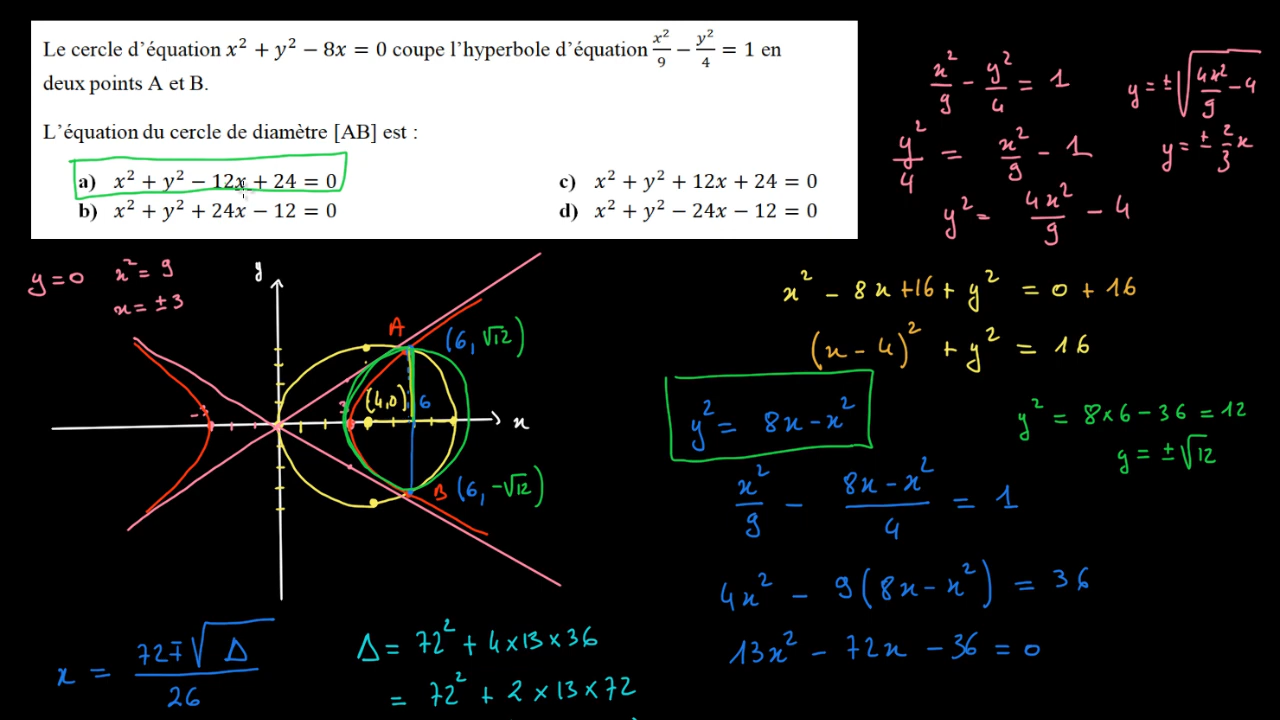 Le cercle d'équation x² + y² − 8x = 0 coupe l'hyperbole d'équation x²/9 − y²/4 = 1 en
deux points A et B.
L'équation du cercle de diamètre [AB] est :
a) x² + y² − 12x + 24 = 0
c) x² + y² + 12x + 24 = 0
b) x² + y² + 24x − 12 = 0
d) x² + y² − 24x − 12 = 0
x²/9 − y²/4 = 1
y = ±√(4x²/9 − 4)
y²/4 = x²/9 − 1
y = ± 2/3 x
y² = 4x²/9 − 4
y = 0 x² = 9
x = ±3
y
A
(6, √12)
-3
3
(4,0)
6
x
B (6, −√12)
x² − 8x + 16 + y² = 0 + 16
(x − 4)² + y² = 16
y² = 8x − x²
y² = 8×6 − 36 = 12
y = ±√12
x²/9 − (8x − x²)/4 = 1
4x² − 9(8x − x²) = 36
13x² − 72x − 36 = 0
x = (72 ∓ √Δ)/26
Δ = 72² + 4×13×36
= 72² + 2×13×72